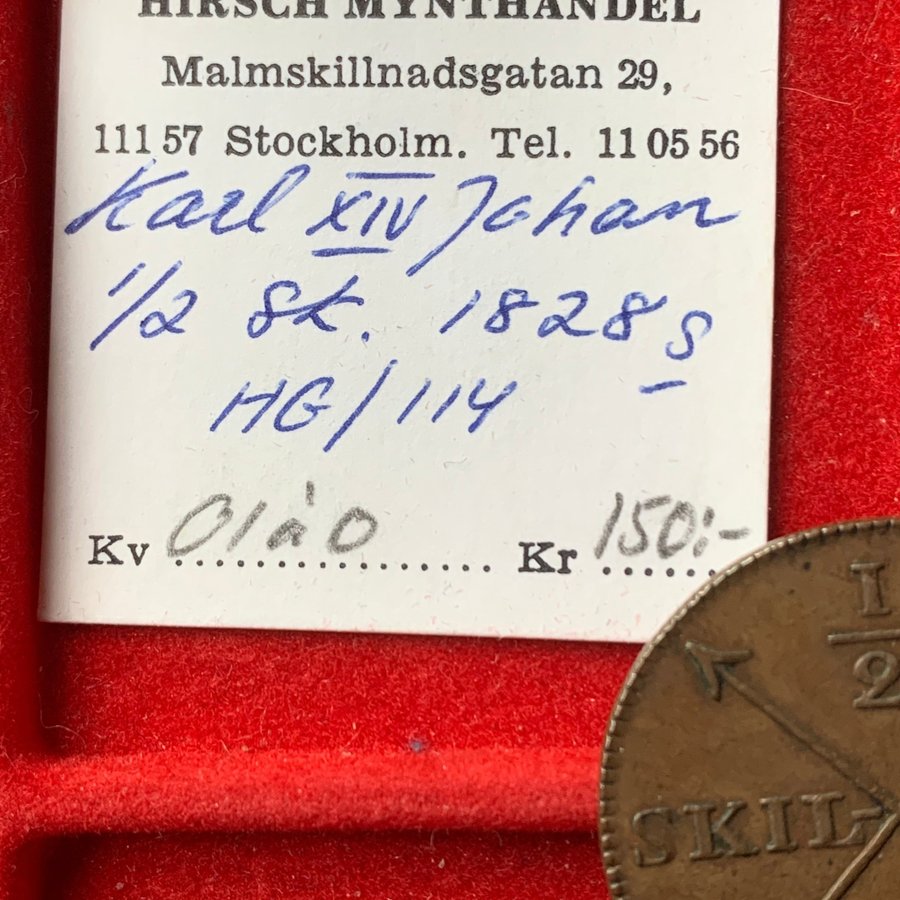 HIRSCH MYNTHANDEL
Malmskillnadsgatan 29,
111 57 Stockholm. Tel. 11 05 56
Karl XIV Johan
1/2 sk. 1828 s
HG/114
Kv 01 à 0 Kr 150:-
1/2
SKIL